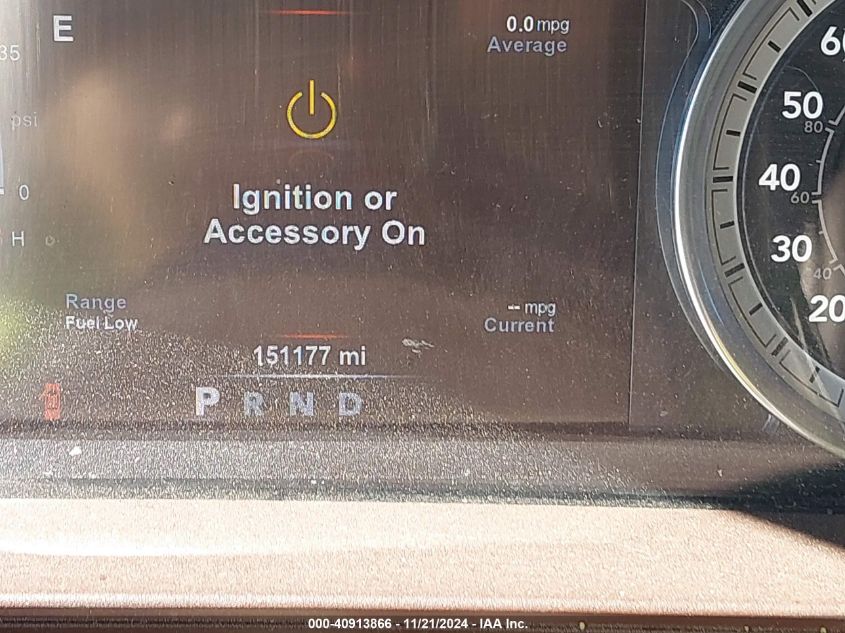 E
0.0 mpg
Average
35
psi
0
H
Ignition or
Accessory On
Range
Fuel Low
-- mpg
Current
151177 mi
P R N D
60
50
80
40
60
30
40
20
000-40913866 - 11/21/2024 - IAA Inc.